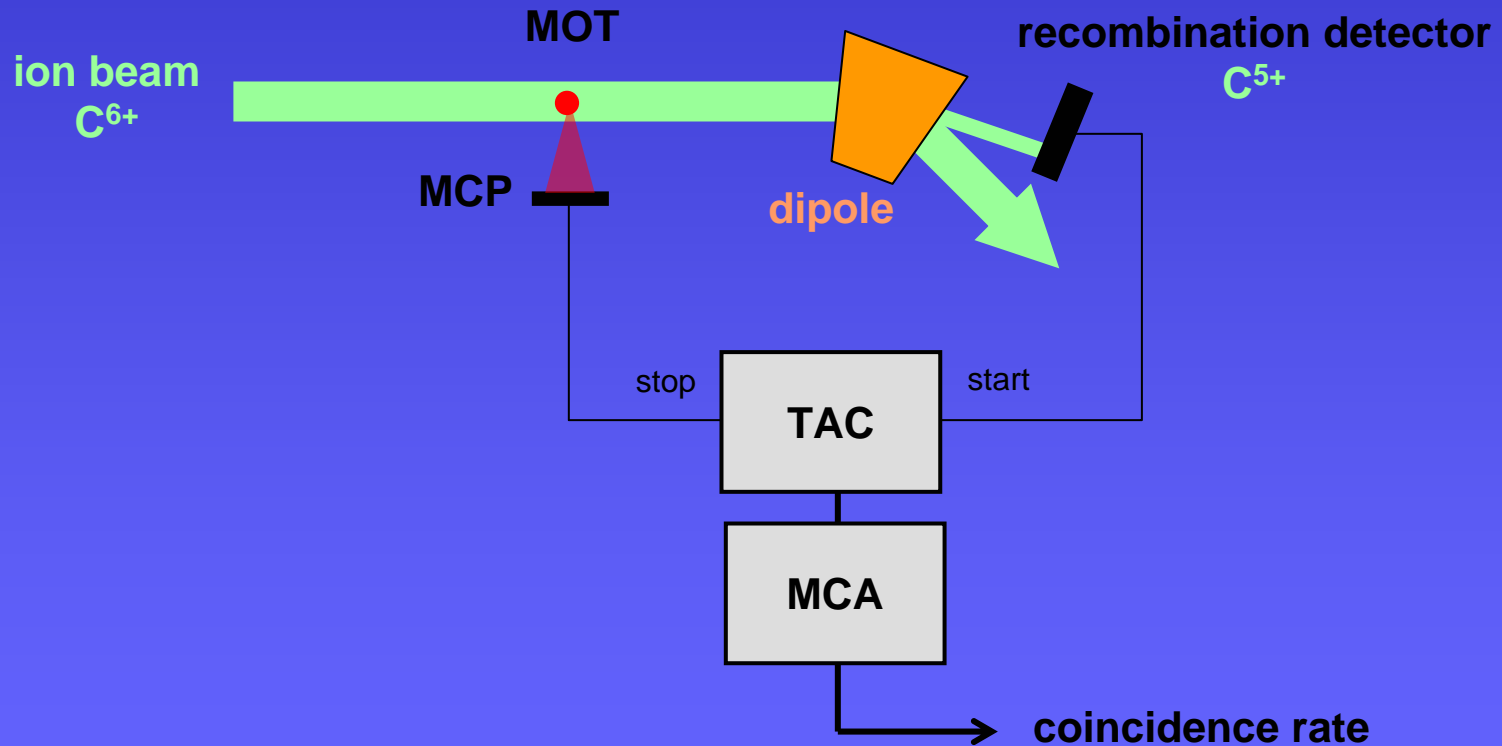 MOT
recombination detector
C5+
ion beam
C6+
MCP
dipole
stop
start
TAC
MCA
coincidence rate